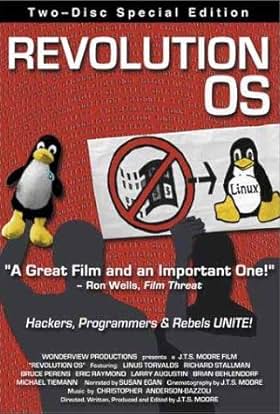 Two-Disc Special Edition
REVOLUTION
OS
Linux
"A Great Film and an Important One!"
- Ron Wells, Film Threat
Hackers, Programmers & Rebels UNITE!
WONDERVIEW PRODUCTIONS presents a J.T.S. MOORE FILM
"REVOLUTION OS" Featuring LINUS TORVALDS RICHARD STALLMAN
BRUCE PERENS ERIC RAYMOND LARRY AUGUSTIN BRIAN BEHLENDORF
MICHAEL TIEMANN Narrated by SUSAN EGAN Cinematography by J.T.S. MOORE
Music by CHRISTOPHER ANDERSON-BAZZOLI
Directed, Written, Produced and Edited by J.T.S. MOORE